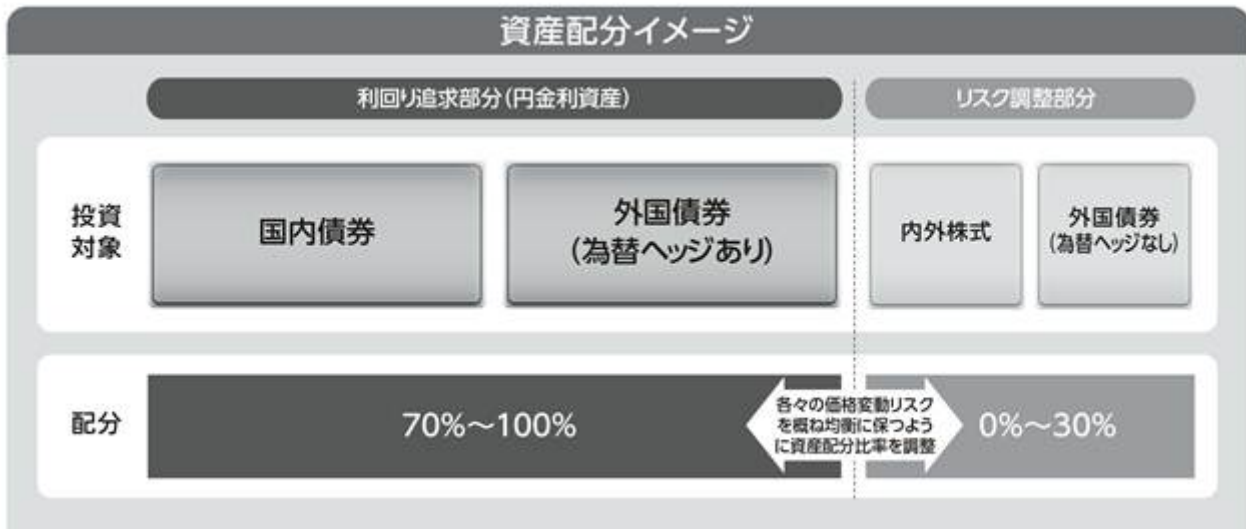 資産配分イメージ
利回り追求部分(円金利資産)
リスク調整部分
投資
対象
国内債券
外国債券
(為替ヘッジあり)
内外株式
外国債券
(為替ヘッジなし)
配分
70%～100%
各々の価格変動リスク
を概ね均衡に保つよう
に資産配分比率を調整
0%～30%